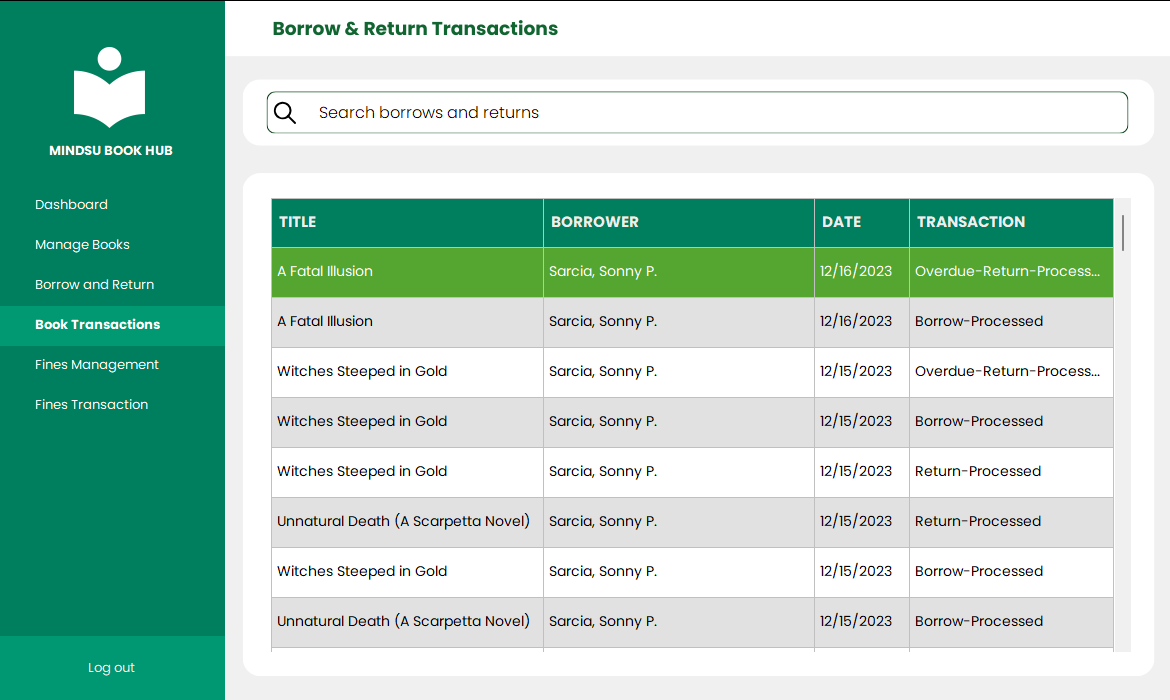 Borrow & Return Transactions
MINDSU BOOK HUB
Dashboard
Manage Books
Borrow and Return
Book Transactions
Fines Management
Fines Transaction
Log out
Search borrows and returns
TITLE BORROWER DATE TRANSACTION
A Fatal Illusion Sarcia, Sonny P. 12/16/2023 Overdue-Return-Process...
A Fatal Illusion Sarcia, Sonny P. 12/16/2023 Borrow-Processed
Witches Steeped in Gold Sarcia, Sonny P. 12/15/2023 Overdue-Return-Process...
Witches Steeped in Gold Sarcia, Sonny P. 12/15/2023 Borrow-Processed
Witches Steeped in Gold Sarcia, Sonny P. 12/15/2023 Return-Processed
Unnatural Death (A Scarpetta Novel) Sarcia, Sonny P. 12/15/2023 Return-Processed
Witches Steeped in Gold Sarcia, Sonny P. 12/15/2023 Borrow-Processed
Unnatural Death (A Scarpetta Novel) Sarcia, Sonny P. 12/15/2023 Borrow-Processed